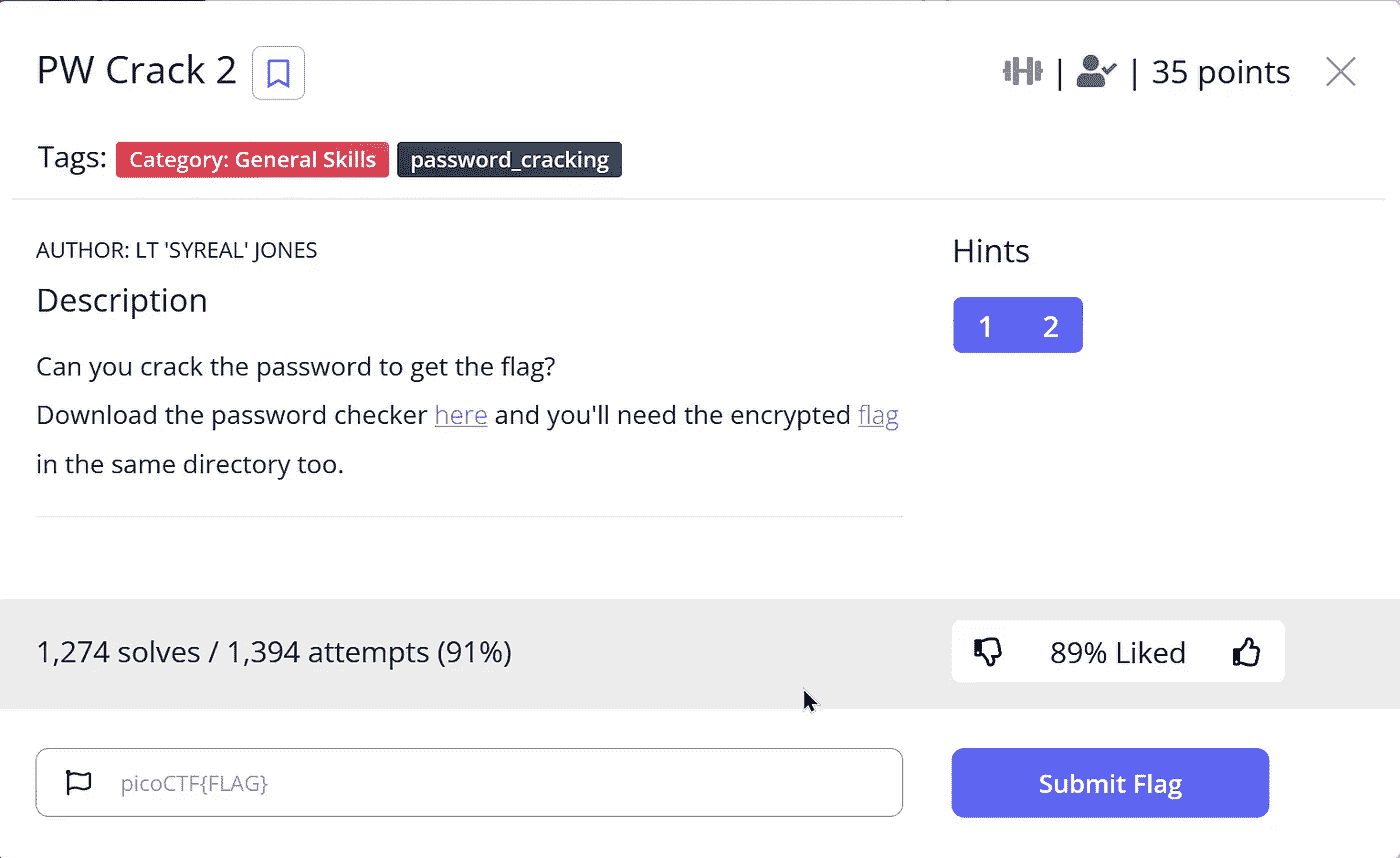 PW Crack 2
| | 35 points
Tags: Category: General Skills password_cracking
AUTHOR: LT 'SYREAL' JONES
Description
Can you crack the password to get the flag?
Download the password checker here and you'll need the encrypted flag
in the same directory too.
Hints
1 2
1,274 solves / 1,394 attempts (91%)
89% Liked
picoCTF{FLAG}
Submit Flag